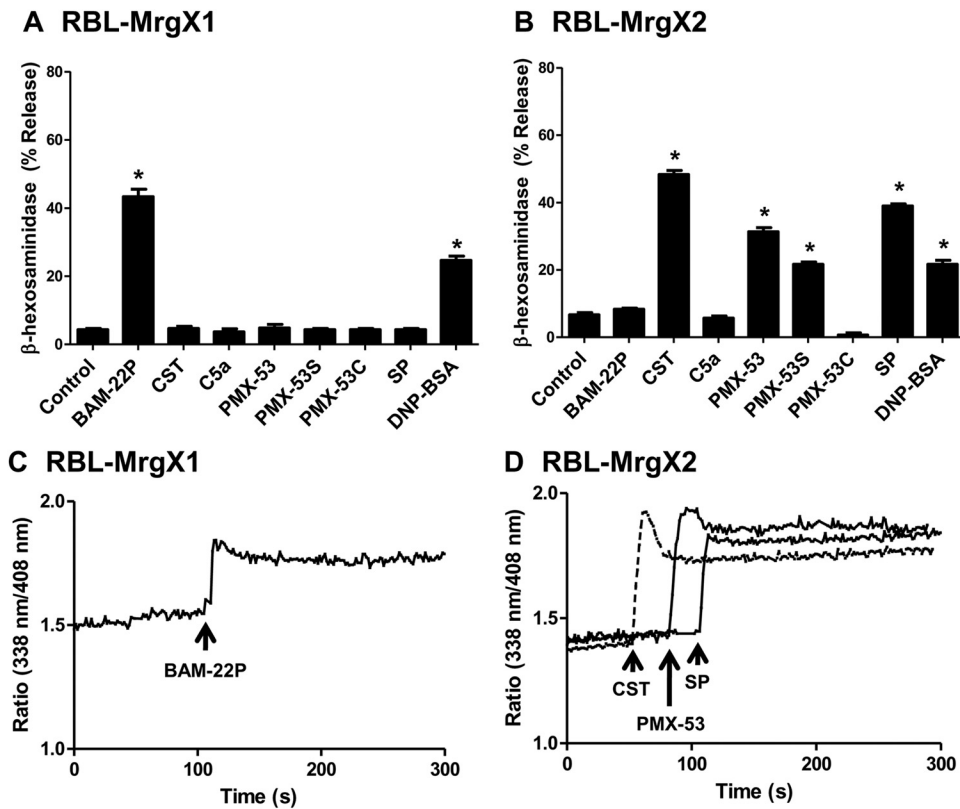 A RBL-MrgX1
β-hexosaminidase (% Release)
80
60
40
20
0
*
*
Control
BAM-22P
CST
C5a
PMX-53
PMX-53S
PMX-53C
SP
DNP-BSA
B RBL-MrgX2
β-hexosaminidase (% Release)
80
60
40
20
0
*
*
*
*
*
Control
BAM-22P
CST
C5a
PMX-53
PMX-53S
PMX-53C
SP
DNP-BSA
C RBL-MrgX1
Ratio (338 nm/408 nm)
2.0
1.5
1.0
BAM-22P
0
100
200
300
Time (s)
D RBL-MrgX2
Ratio (338 nm/408 nm)
2.0
1.5
1.0
CST
SP
PMX-53
0
100
200
300
Time (s)